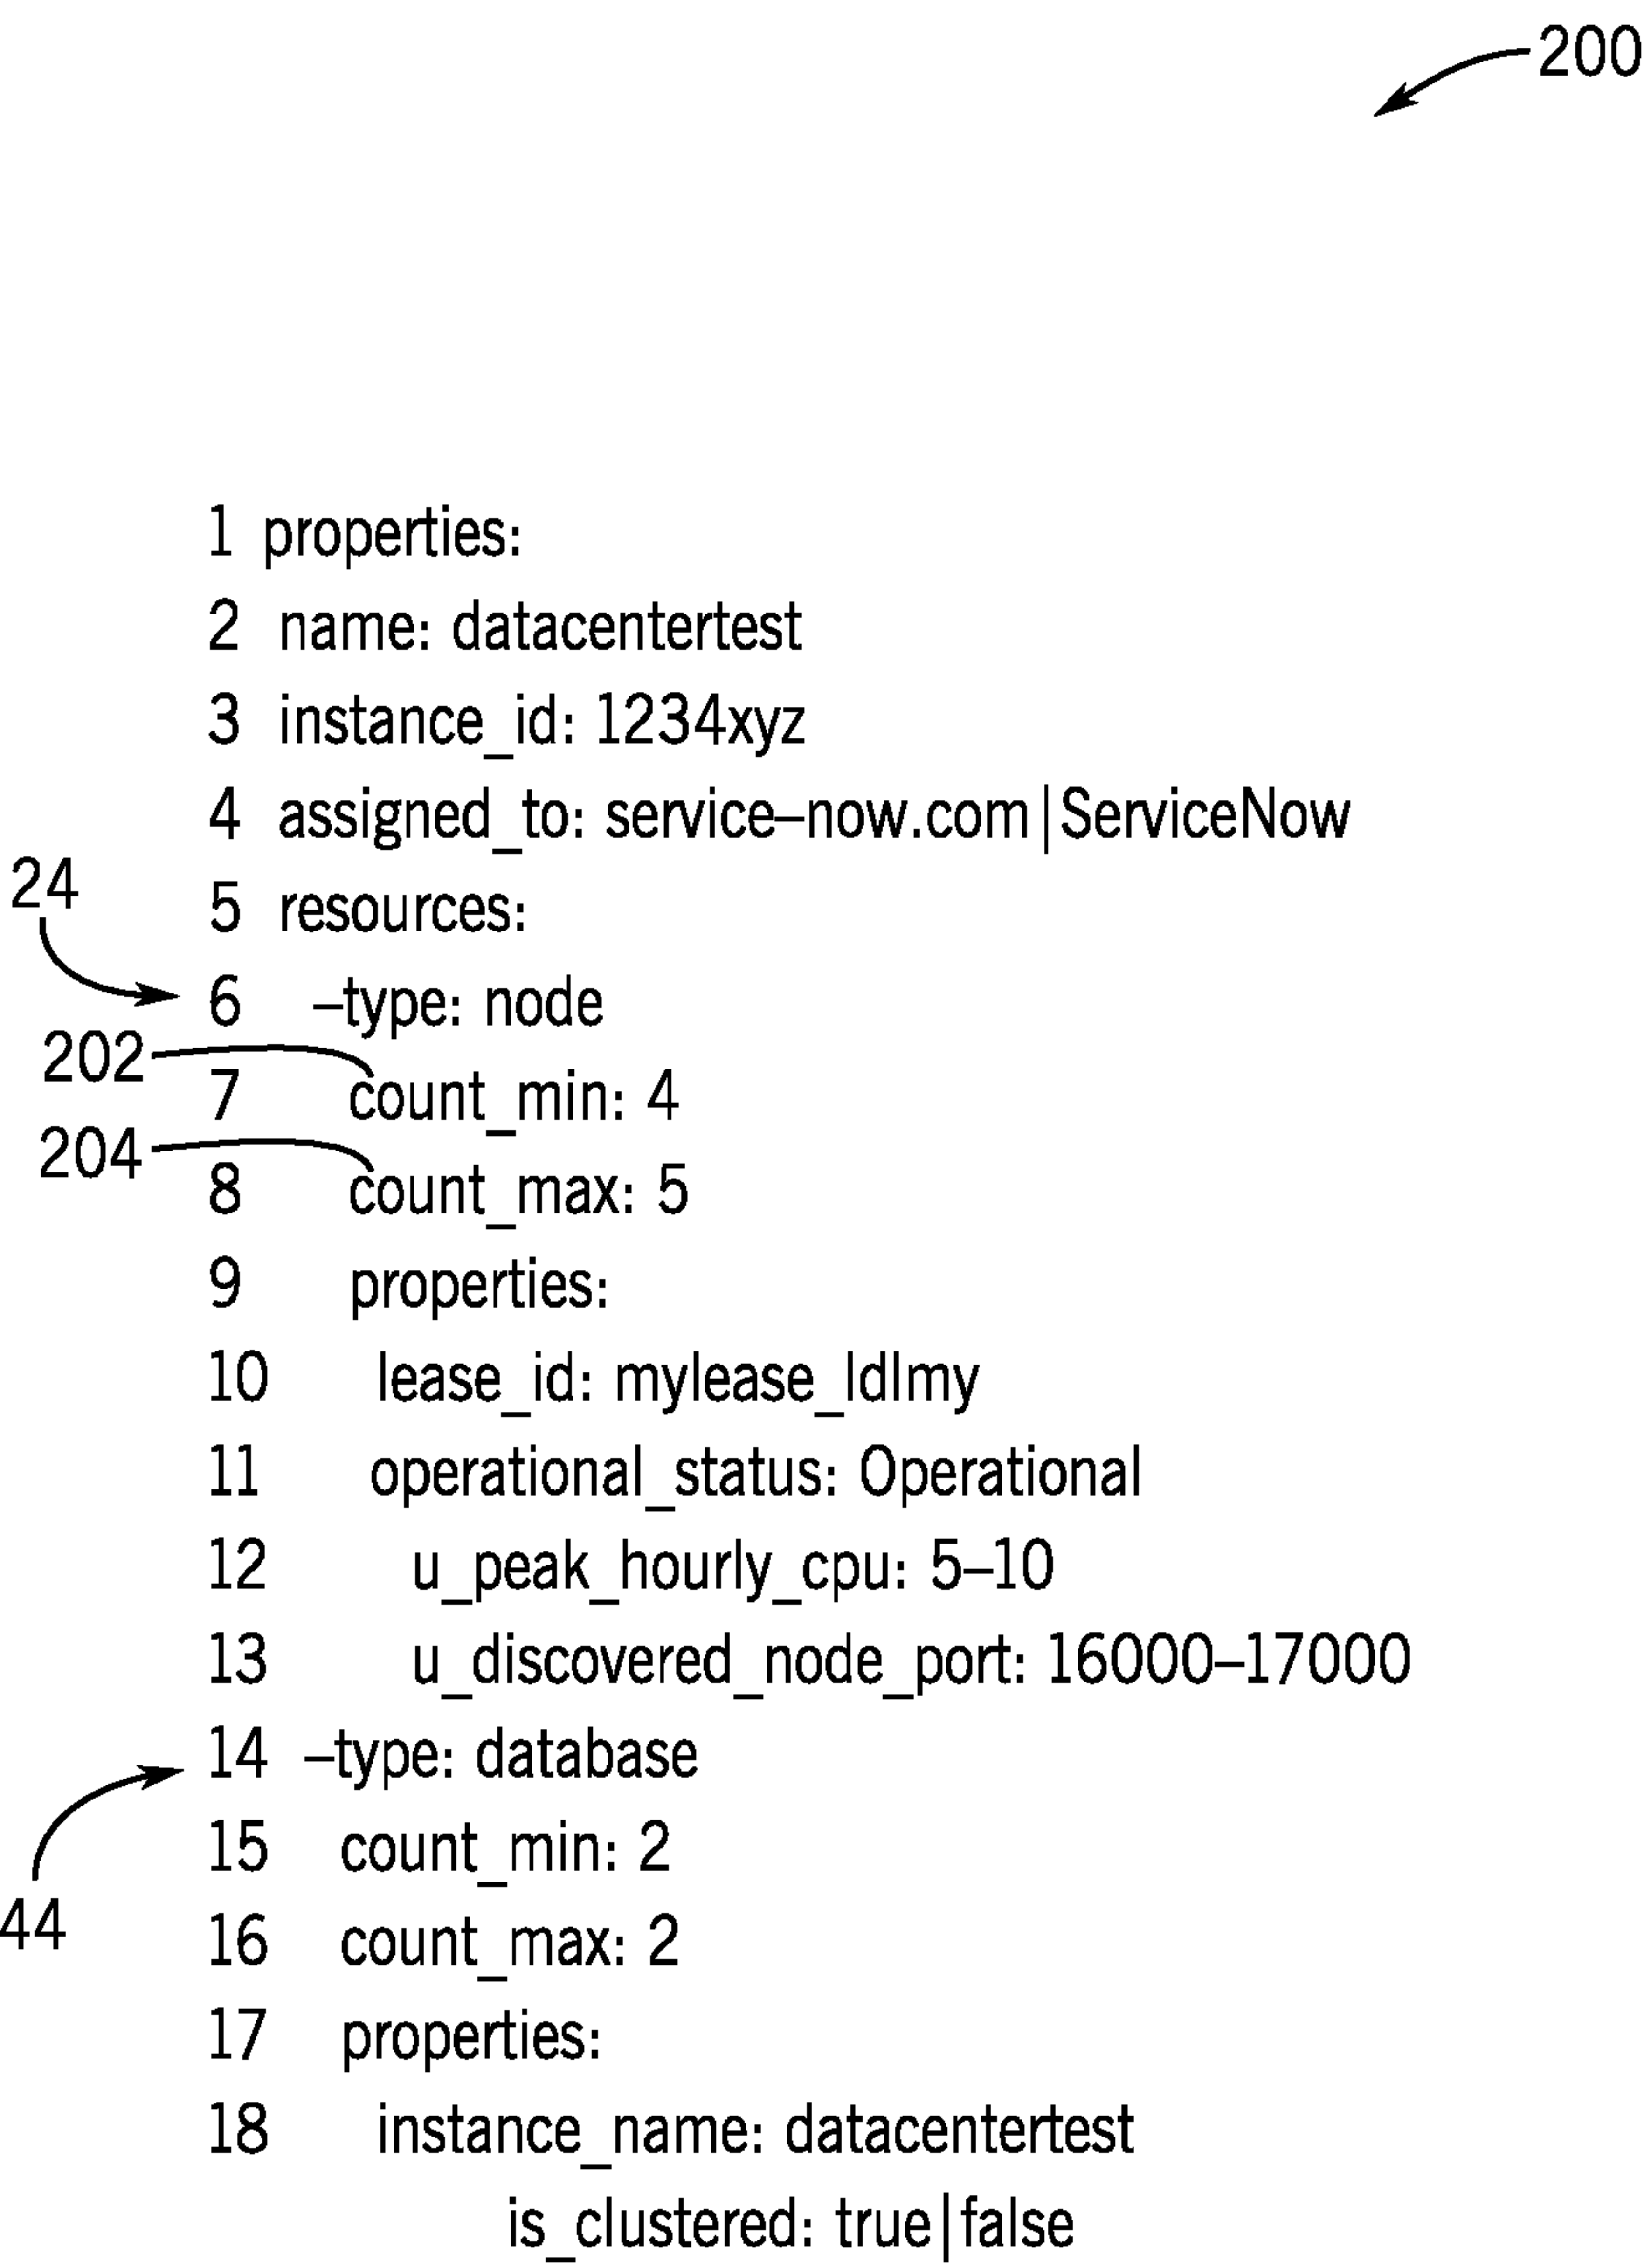 200
1 properties:
2 name: datacentertest
3 instance_id: 1234xyz
4 assigned_to: service–now.com|ServiceNow
24
5 resources:
6 –type: node
202
7 count_min: 4
204
8 count_max: 5
9 properties:
10 lease_id: mylease_ldlmy
11 operational_status: Operational
12 u_peak_hourly_cpu: 5–10
13 u_discovered_node_port: 16000–17000
14 –type: database
15 count_min: 2
44
16 count_max: 2
17 properties:
18 instance_name: datacentertest
is_clustered: true|false